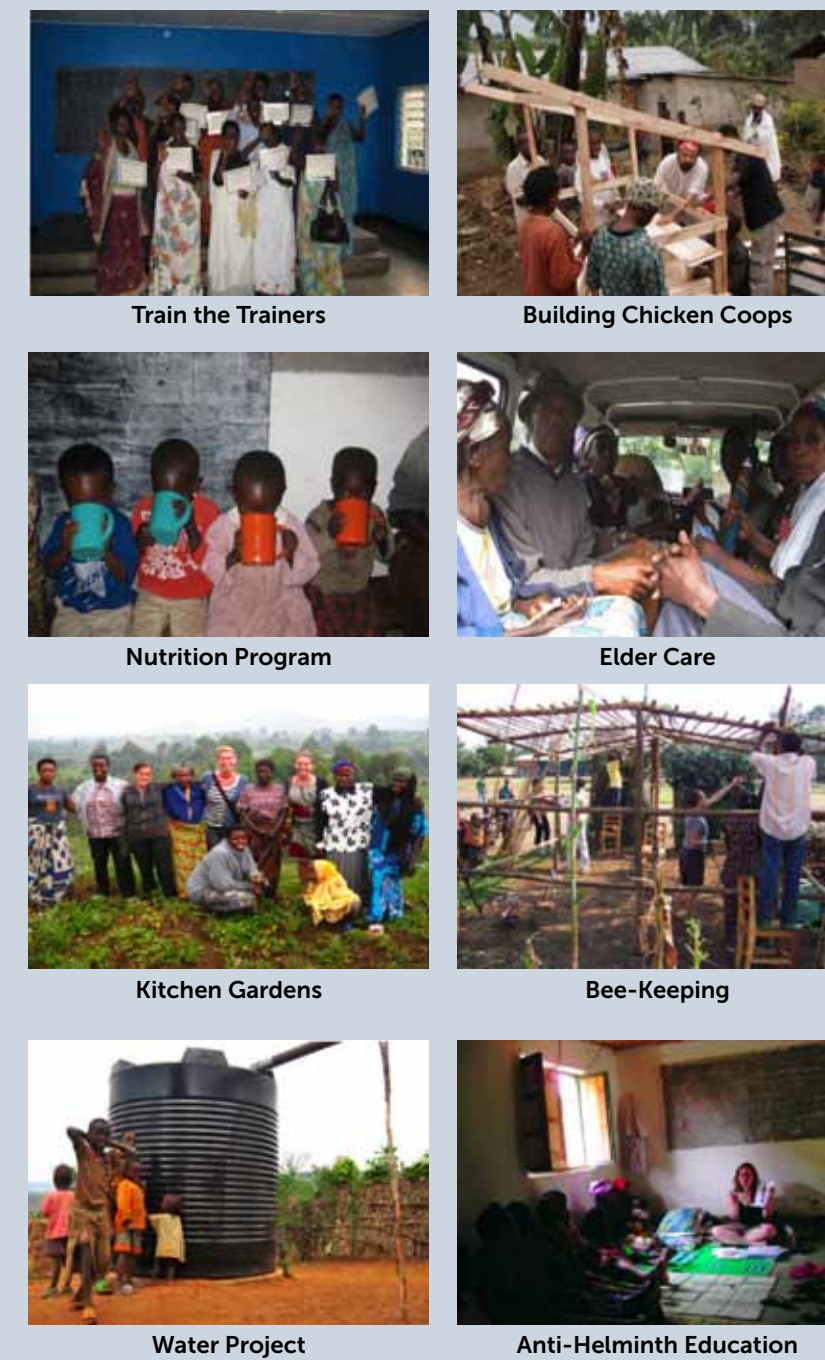 Train the Trainers
Building Chicken Coops
Nutrition Program
Elder Care
Kitchen Gardens
Bee-Keeping
Water Project
Anti-Helminth Education